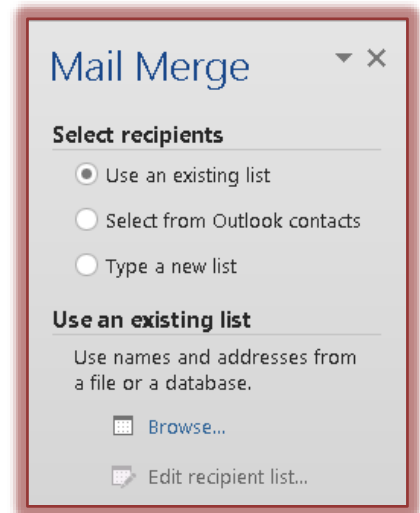 Mail Merge
Select recipients
Use an existing list
Select from Outlook contacts
Type a new list
Use an existing list
Use names and addresses from
a file or a database.
Browse...
Edit recipient list...